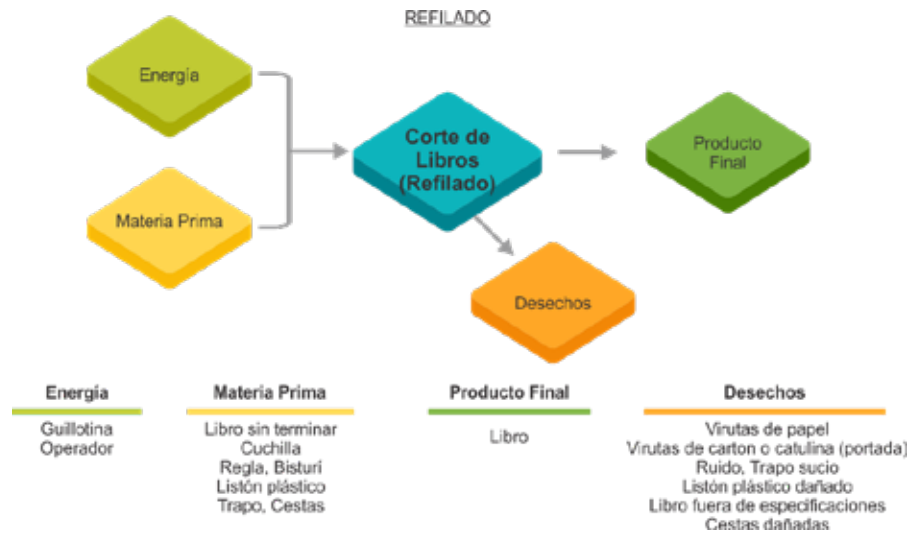 REFILADO
Energía
Materia Prima
Corte de
Libros
(Refilado)
Producto
Final
Desechos
Energía
Guillotina
Operador
Materia Prima
Libro sin terminar
Cuchilla
Regla, Bisturí
Listón plástico
Trapo, Cestas
Producto Final
Libro
Desechos
Virutas de papel
Virutas de carton o catulina (portada)
Ruido, Trapo sucio
Listón plástico dañado
Libro fuera de especificaciones
Cestas dañadas